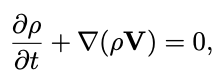 ∂ρ/∂t + ∇(ρ𝐕) = 0,